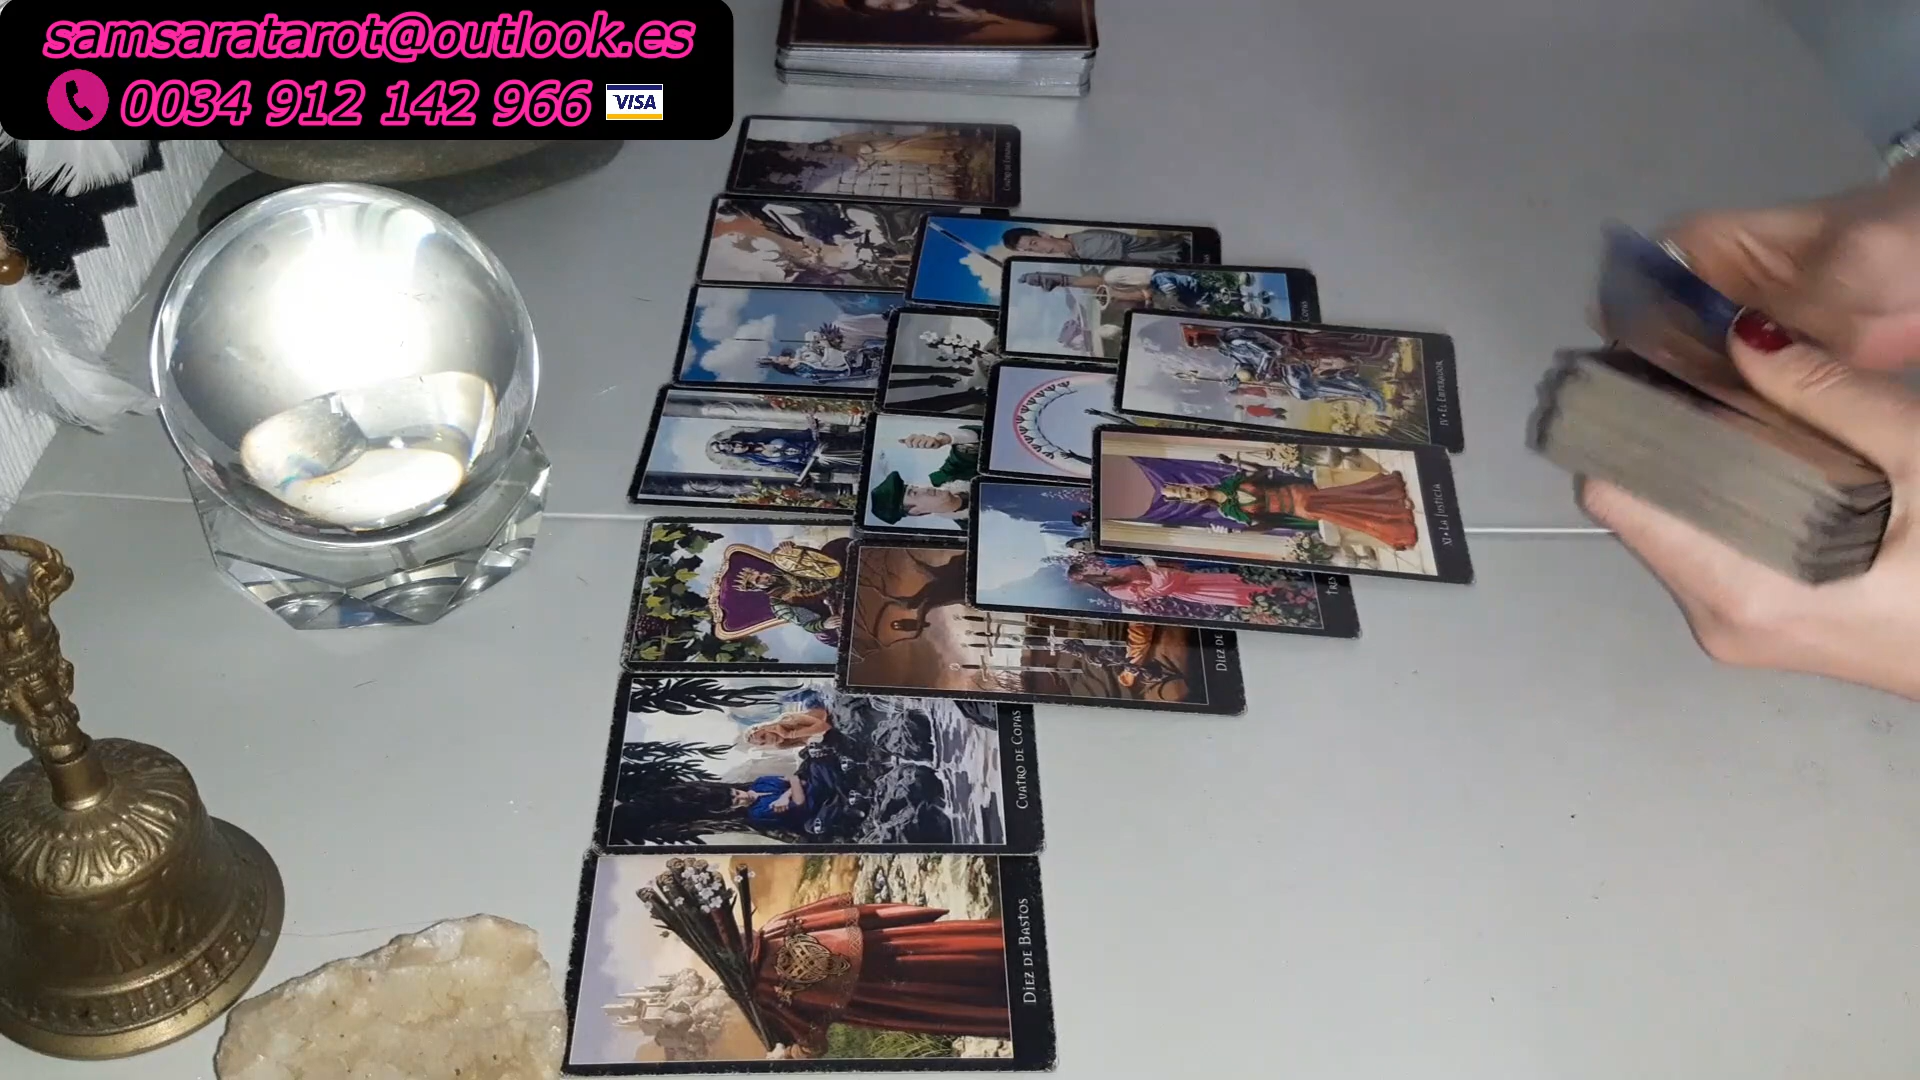 samsaratarot@outlook.es
0034 912 142 966 VISA
IV • El Emperador
XI • La Justicia
Diez de
Cuatro de Copas
Diez de Bastos